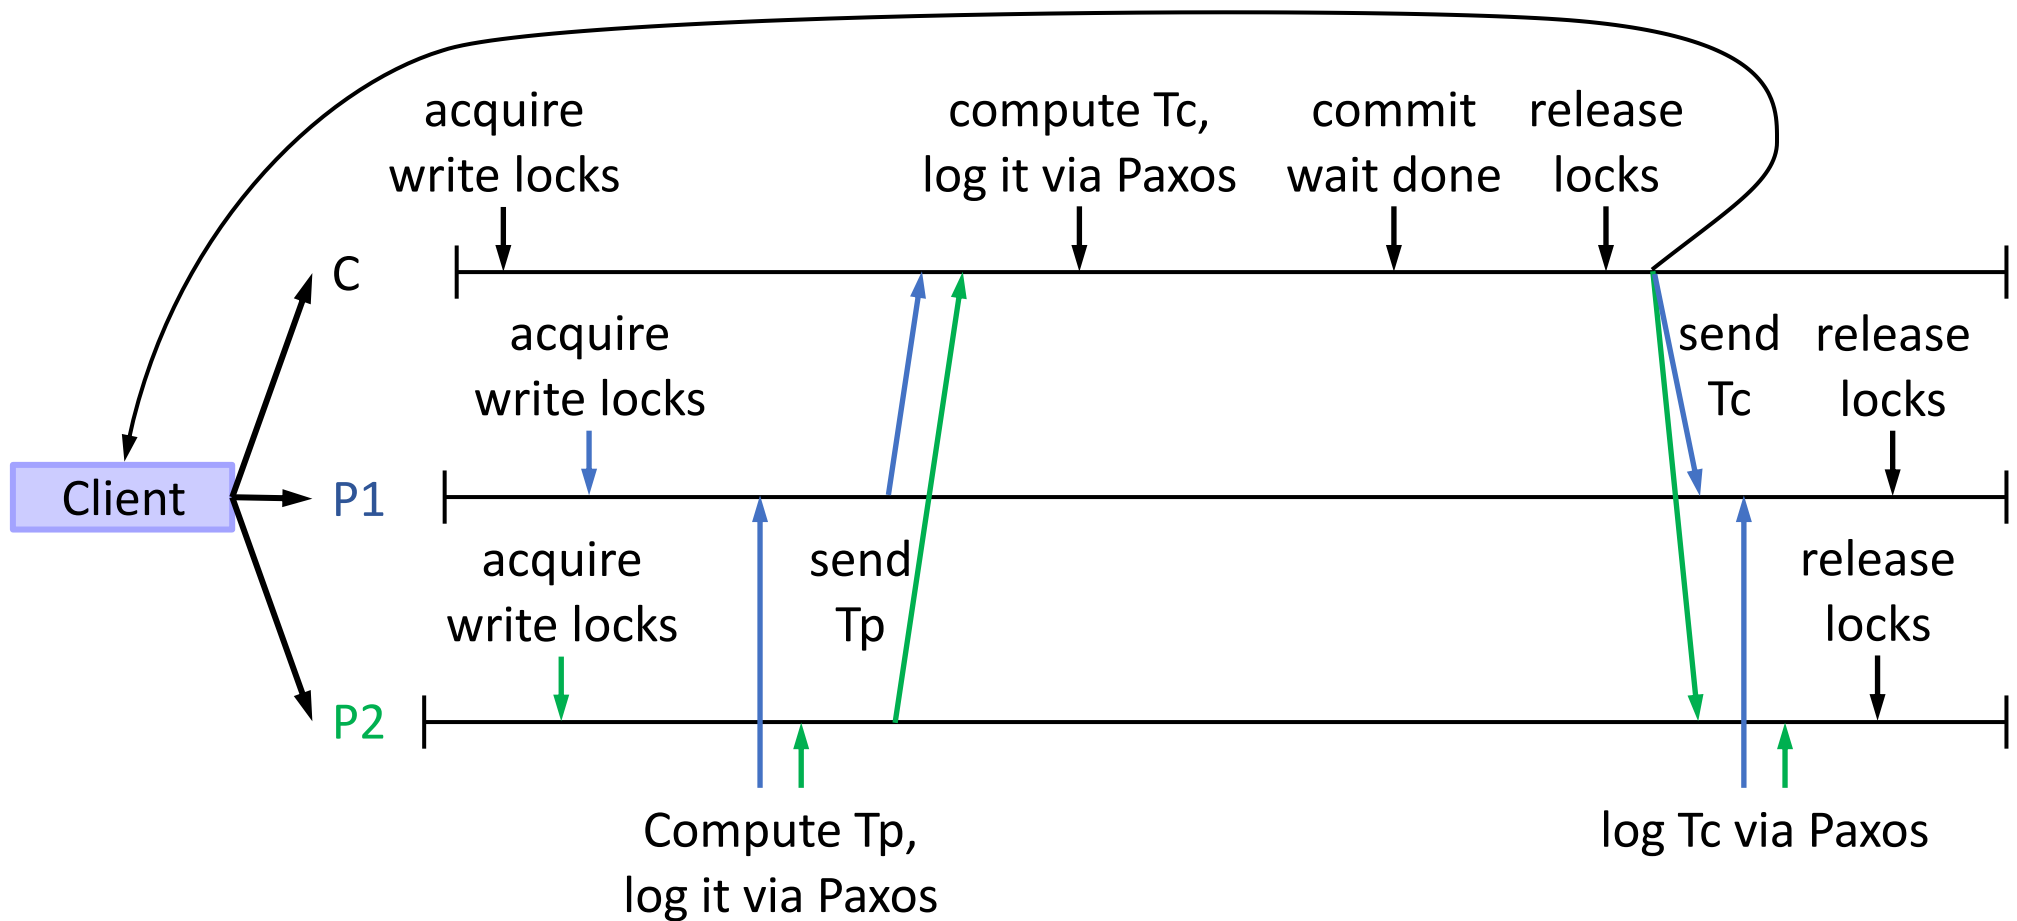 acquire
write locks
compute Tc,
log it via Paxos
commit
wait done
release
locks
C
acquire
write locks
send
Tc
release
locks
Client
P1
acquire
write locks
send
Tp
release
locks
P2
Compute Tp,
log it via Paxos
log Tc via Paxos